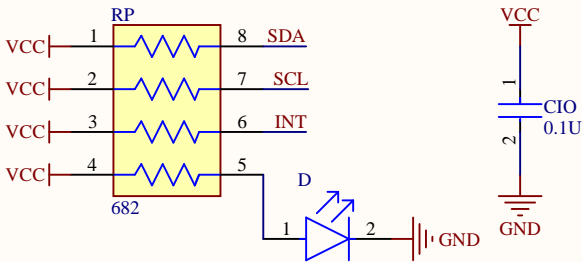 RP
VCC 1 8 SDA
VCC 2 7 SCL
VCC 3 6 INT
VCC 4 5
682
D
1 2 GND
VCC
1
CIO
0.1U
2
GND